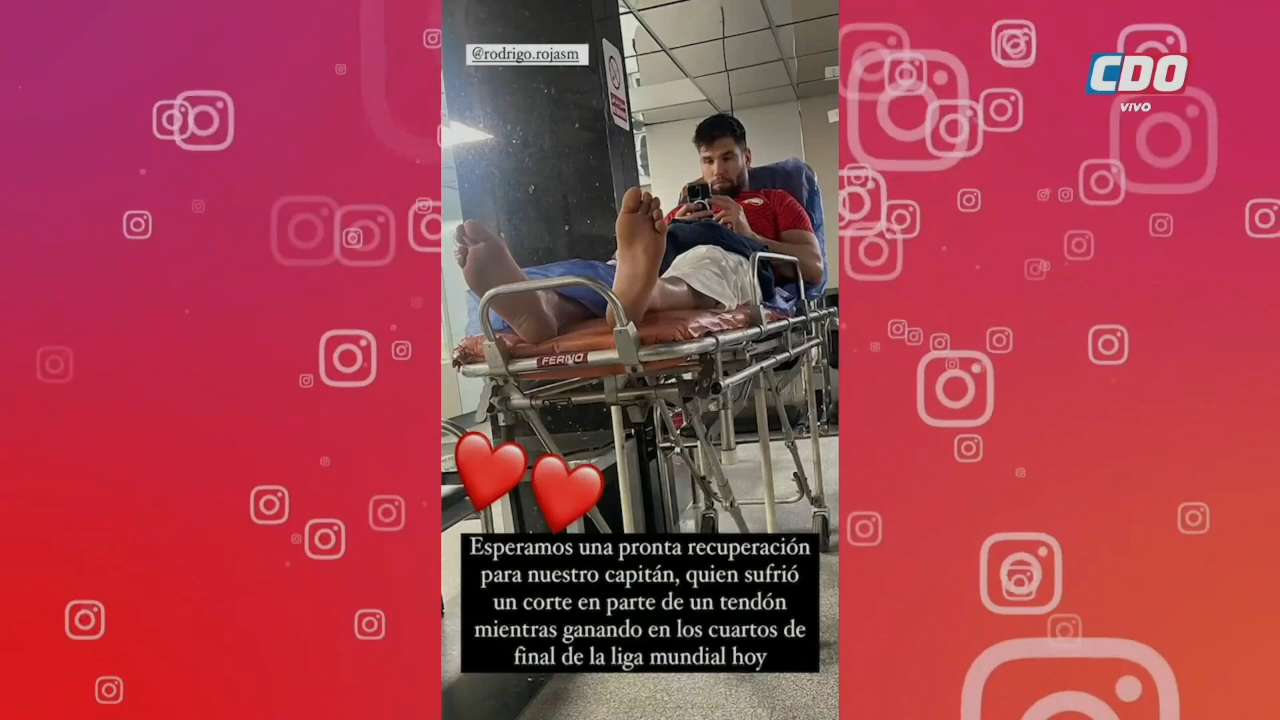 @rodrigo.rojasm
CDO
VIVO
FERNO
Esperamos una pronta recuperación
para nuestro capitán, quien sufrió
un corte en parte de un tendón
mientras ganando en los cuartos de
final de la liga mundial hoy